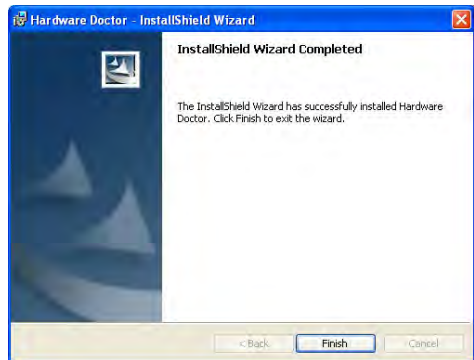 Hardware Doctor - InstallShield Wizard
InstallShield Wizard Completed
The InstallShield Wizard has successfully installed Hardware
Doctor. Click Finish to exit the wizard.
< Back
Finish
Cancel